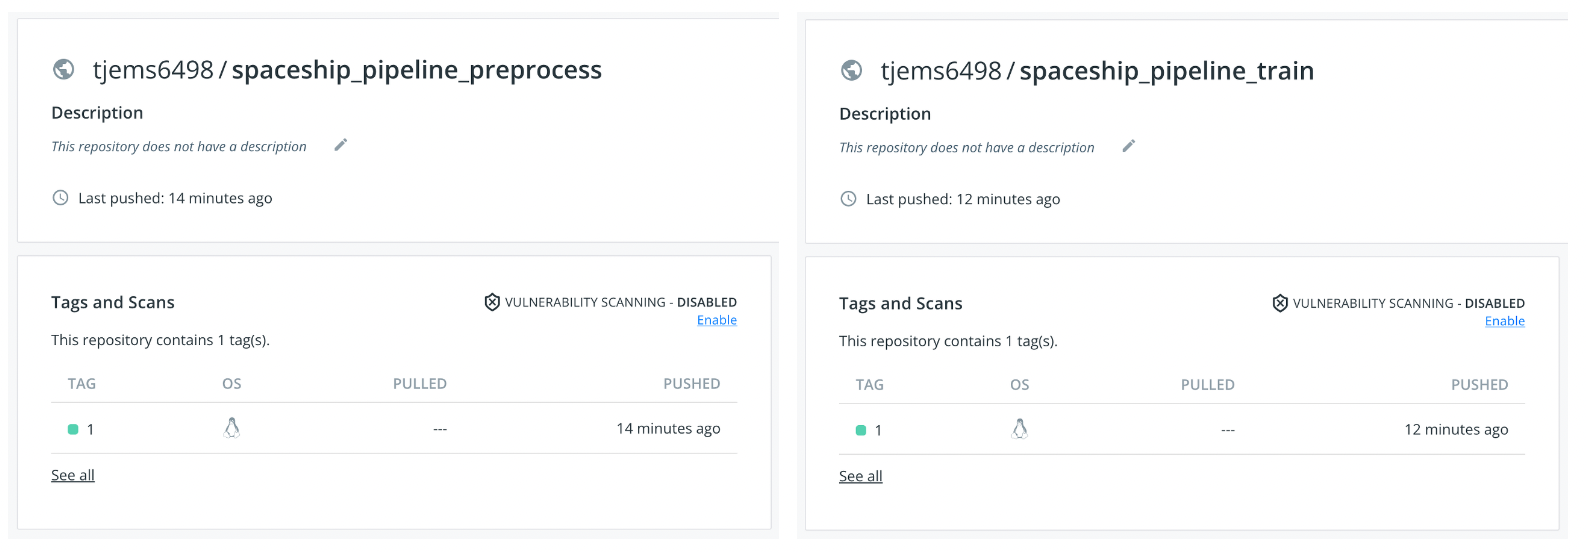 tjems6498 / spaceship_pipeline_preprocess
Description
This repository does not have a description
Last pushed: 14 minutes ago
Tags and Scans
VULNERABILITY SCANNING - DISABLED
Enable
This repository contains 1 tag(s).
TAG OS PULLED PUSHED
1 --- 14 minutes ago
See all
tjems6498 / spaceship_pipeline_train
Description
This repository does not have a description
Last pushed: 12 minutes ago
Tags and Scans
VULNERABILITY SCANNING - DISABLED
Enable
This repository contains 1 tag(s).
TAG OS PULLED PUSHED
1 --- 12 minutes ago
See all